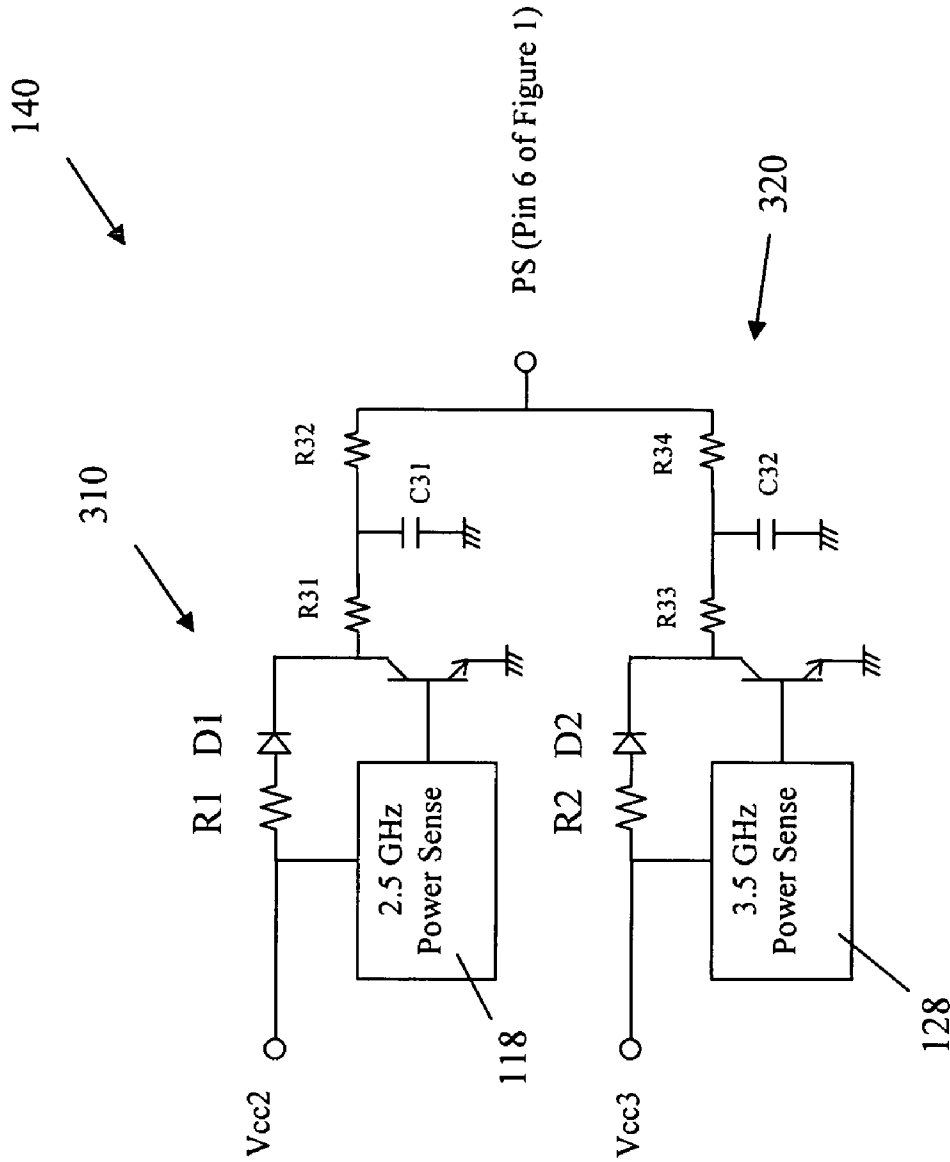 140
310
R1 D1
R31
R32
C31
Vcc2
2.5 GHz
Power Sense
118
PS (Pin 6 of Figure 1)
320
R2 D2
R33
R34
C32
Vcc3
3.5 GHz
Power Sense
128